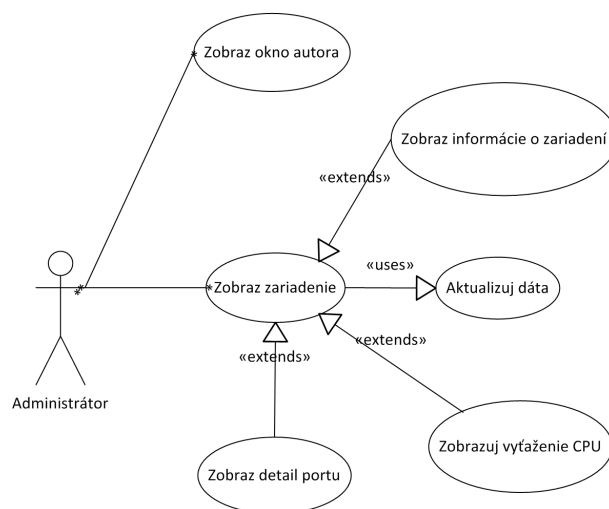 Zobraz okno autora
Zobraz informácie o zariadení
«extends»
«uses»
Zobraz zariadenie
Aktualizuj dáta
«extends»
«extends»
Administrátor
Zobrazuj vyťaženie CPU
Zobraz detail portu